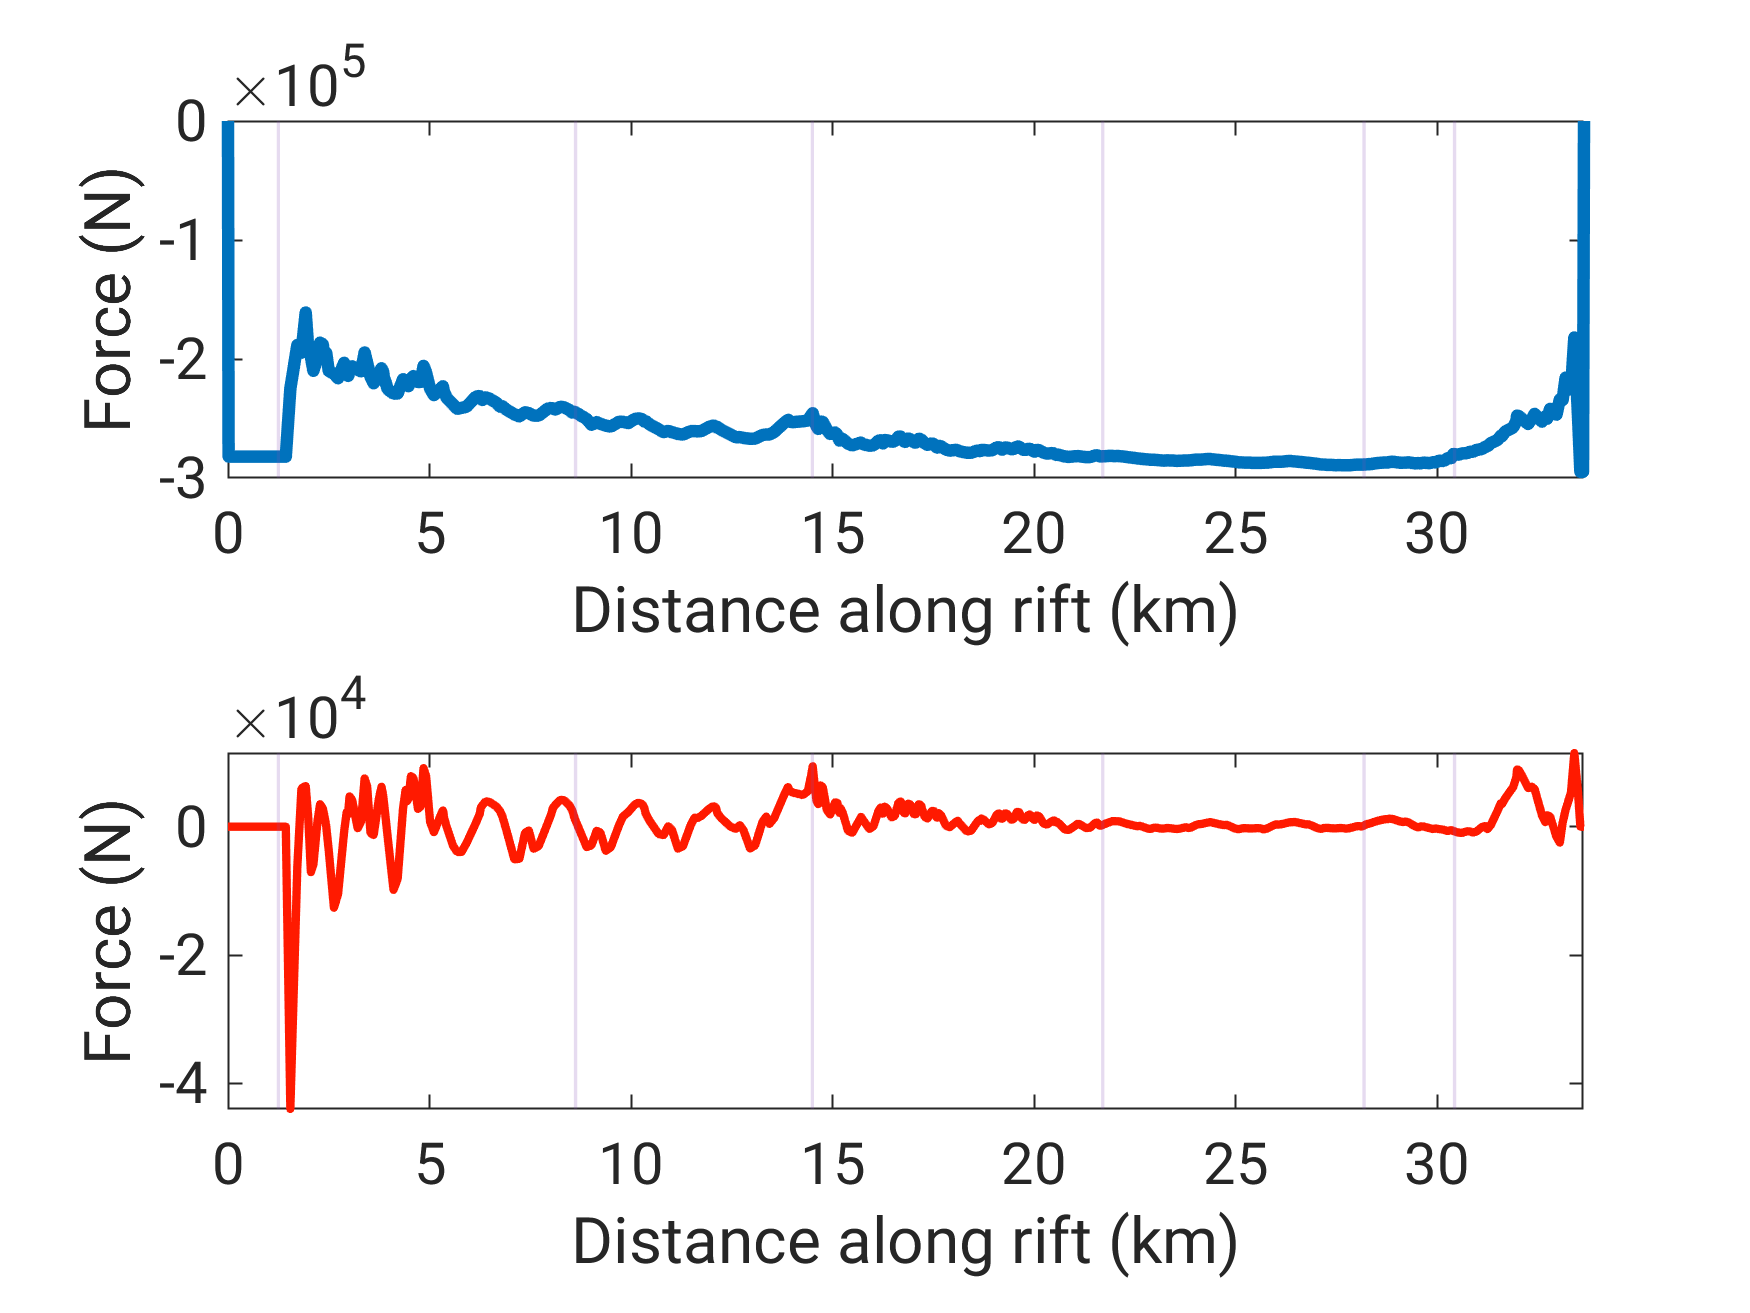 ×10^5
0
-1
-2
-3
Force (N)
0 5 10 15 20 25 30
Distance along rift (km)
×10^4
0
-2
-4
Force (N)
0 5 10 15 20 25 30
Distance along rift (km)